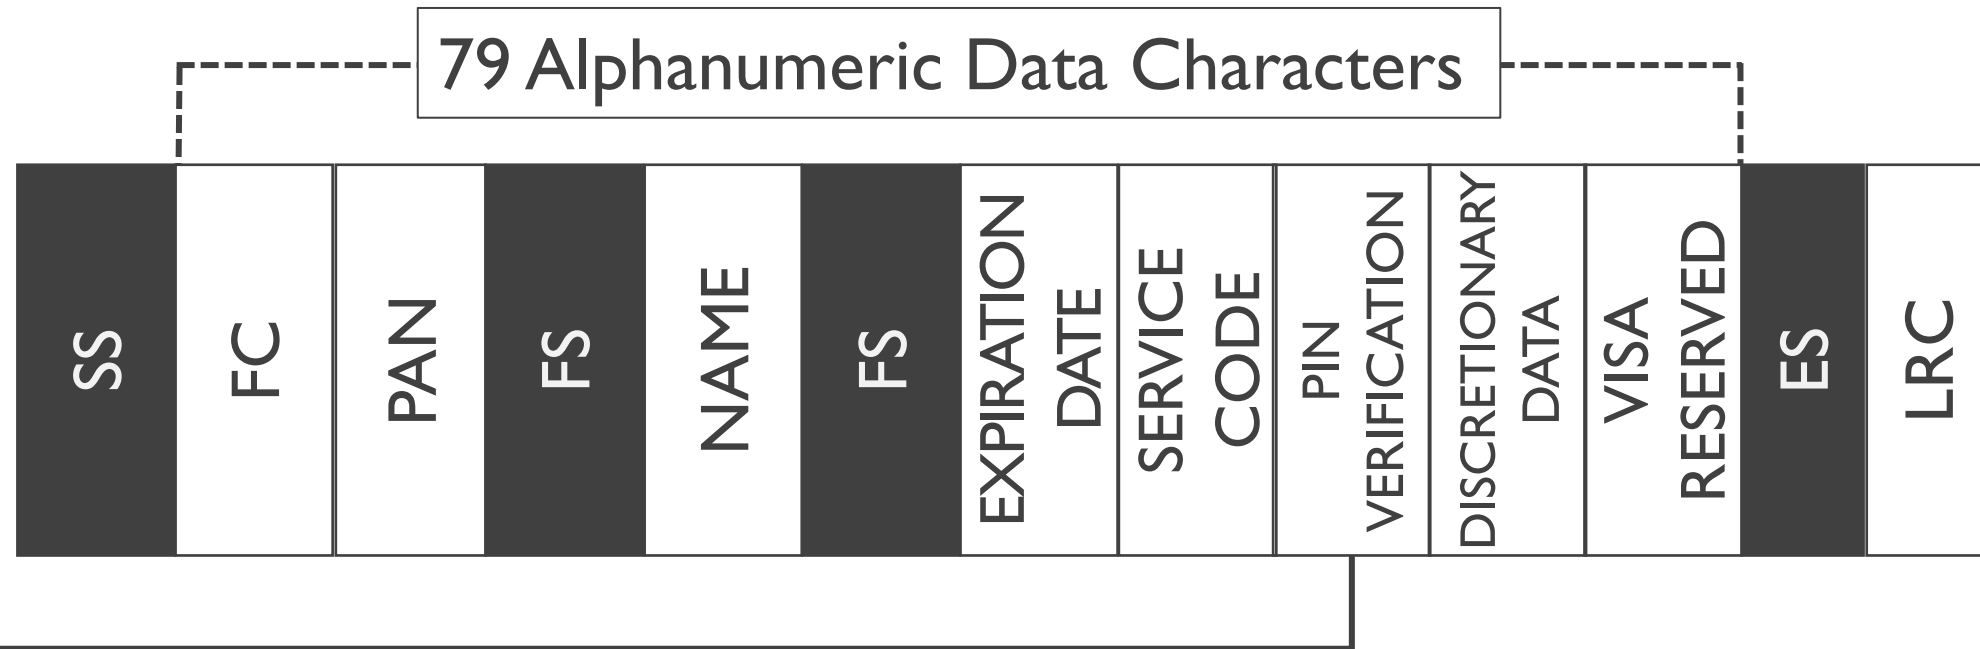 79 Alphanumeric Data Characters
SS
FC
PAN
FS
NAME
FS
EXPIRATION
DATE
SERVICE
CODE
PIN
VERIFICATION
DISCRETIONARY
DATA
VISA
RESERVED
ES
LRC